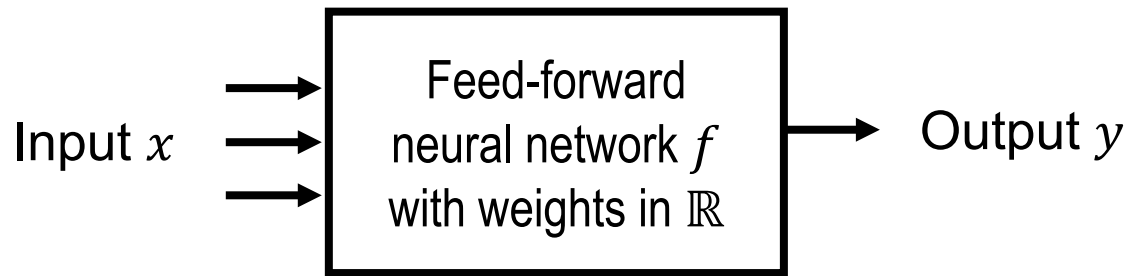 Input 𝑥
Feed-forward
neural network 𝑓
with weights in ℝ
Output 𝑦